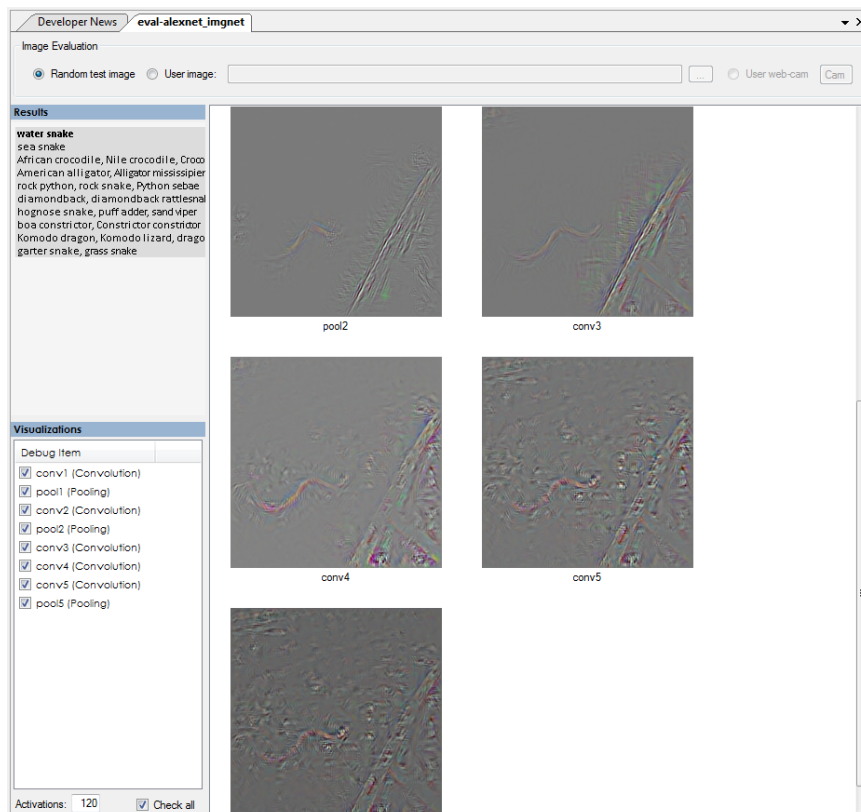 Developer News
eval-alexnet_imgnet
Image Evaluation
Random test image
User image:
...
User web-cam
Cam
Results
water snake
sea snake
African crocodile, Nile crocodile, Croco
American alligator, Alligator mississipier
rock python, rock snake, Python sebae
diamondback, diamondback rattlesnal
hognose snake, puff adder, sand viper
boa constrictor, Constrictor constrictor
Komodo dragon, Komodo lizard, drago
garter snake, grass snake
pool2
conv3
conv4
conv5
Visualizations
Debug Item
conv1 (Convolution)
pool1 (Pooling)
conv2 (Convolution)
pool2 (Pooling)
conv3 (Convolution)
conv4 (Convolution)
conv5 (Convolution)
pool5 (Pooling)
Activations: 120
Check all